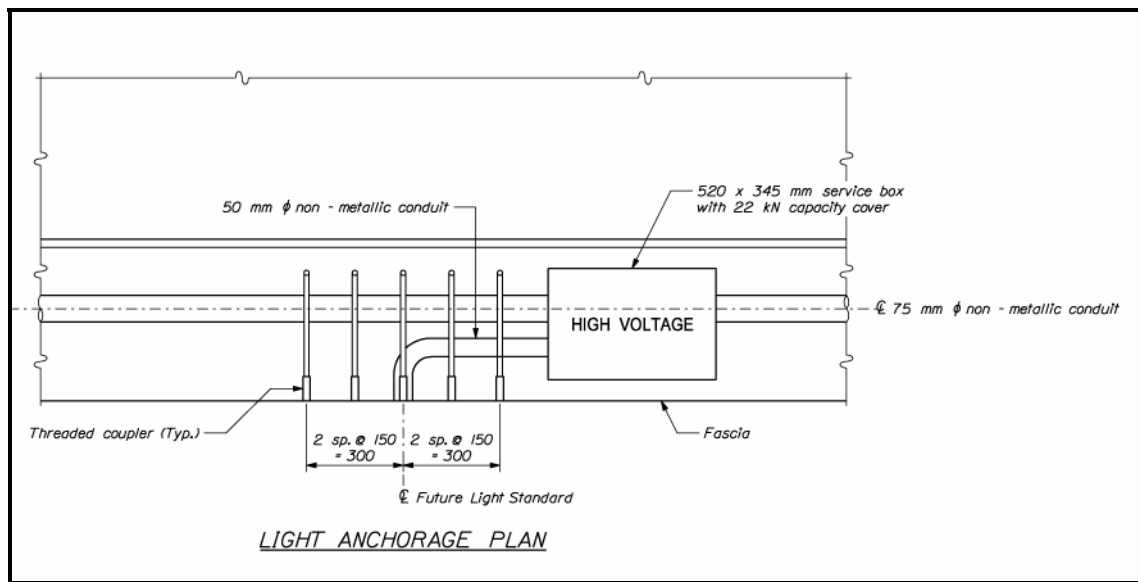 520 x 345 mm service box
with 22 kN capacity cover
50 mm ϕ non - metallic conduit
℄ 75 mm ϕ non - metallic conduit
HIGH VOLTAGE
Threaded coupler (Typ.)
Fascia
2 sp. @ 150
= 300
2 sp. @ 150
= 300
℄ Future Light Standard
LIGHT ANCHORAGE PLAN